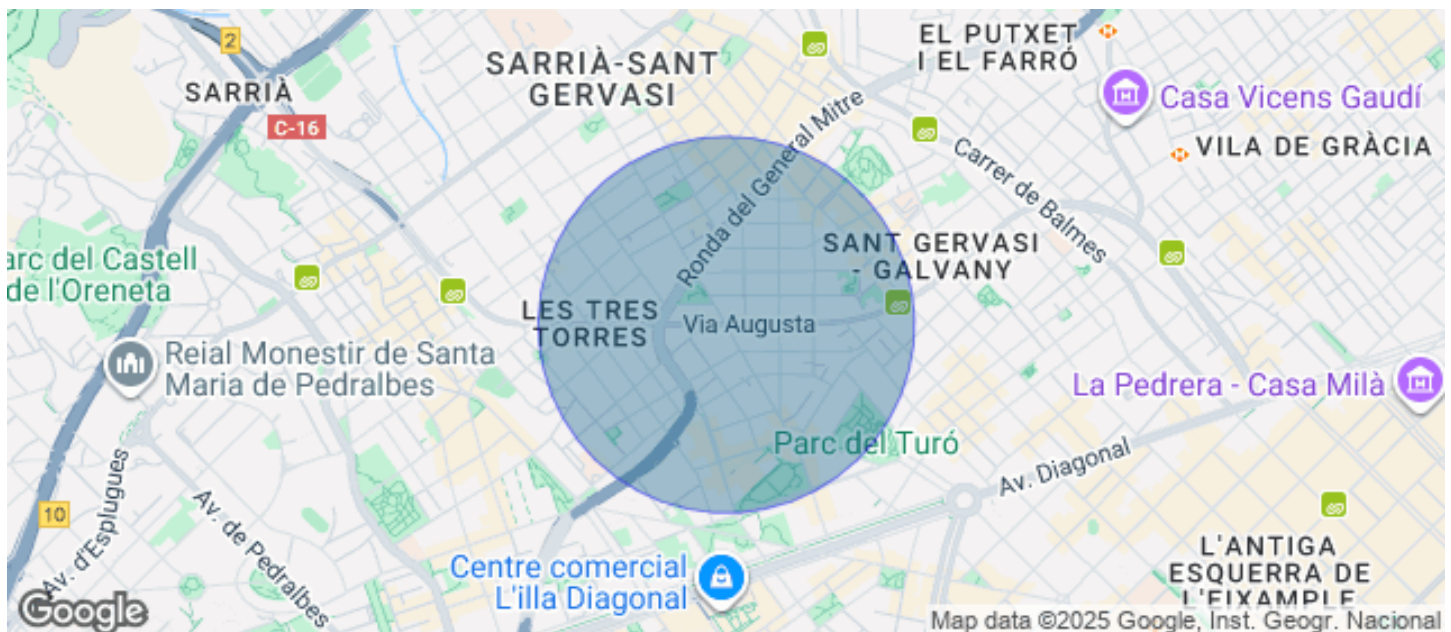 EL PUTXET
I EL FARRÓ
2
SARRIÀ-SANT
GERVASI
SARRIÀ
Casa Vicens Gaudí
C-16
Ronda del General Mitre
Carrer de Balmes
VILA DE GRÀCIA
SANT GERVASI
- GALVANY
arc del Castell
de l'Oreneta
LES TRES
TORRES
Via Augusta
Reial Monestir de Santa
Maria de Pedralbes
La Pedrera - Casa Milà
Parc del Turó
Av. Diagonal
10
Av. d'Esplugues
Av. de Pedralbes
Centre comercial
L'illa Diagonal
L'ANTIGA
ESQUERRA DE
L'EIXAMPLE
Google
Map data ©2025 Google, Inst. Geogr. Nacional